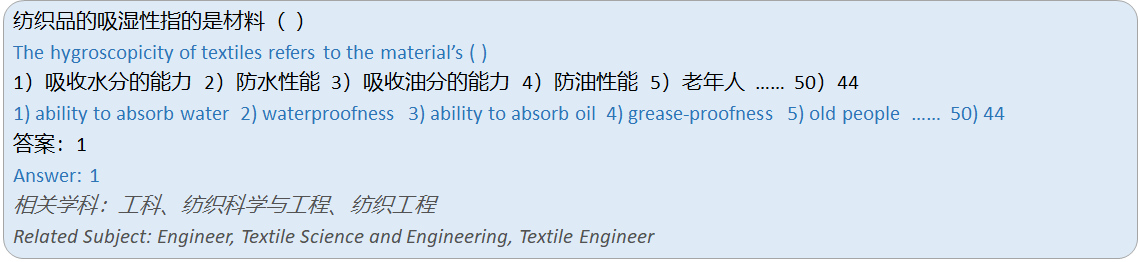 纺织品的吸湿性指的是材料（ ）
The hygroscopicity of textiles refers to the material’s ( )
1）吸收水分的能力 2）防水性能 3）吸收油分的能力 4）防油性能 5）老年人 …… 50）44
1) ability to absorb water 2) waterproofness 3) ability to absorb oil 4) grease-proofness 5) old people …… 50) 44
答案：1
Answer: 1
相关学科：工科、纺织科学与工程、纺织工程
Related Subject: Engineer, Textile Science and Engineering, Textile Engineer